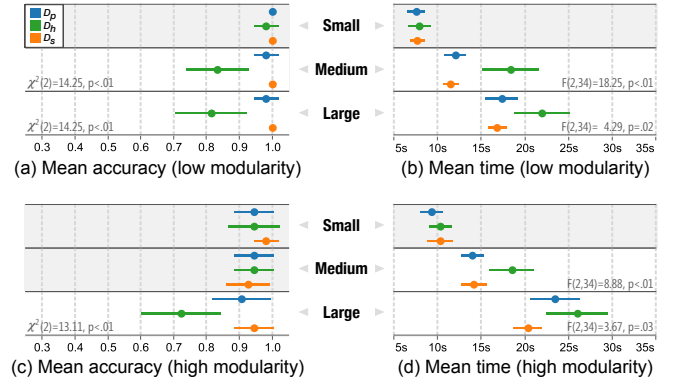 D_p
D_h
D_s
Small
Medium
χ²(2)=14.25, p<.01
F(2,34)=18.25, p<.01
Large
χ²(2)=14.25, p<.01
F(2,34)= 4.29, p=.02
0.3 0.4 0.5 0.6 0.7 0.8 0.9 1.0
5s 10s 15s 20s 25s 30s 35s
(a) Mean accuracy (low modularity)
(b) Mean time (low modularity)
Small
Medium
F(2,34)=8.88, p<.01
Large
χ²(2)=13.11, p<.01
F(2,34)=3.67, p=.03
0.3 0.4 0.5 0.6 0.7 0.8 0.9 1.0
5s 10s 15s 20s 25s 30s 35s
(c) Mean accuracy (high modularity)
(d) Mean time (high modularity)